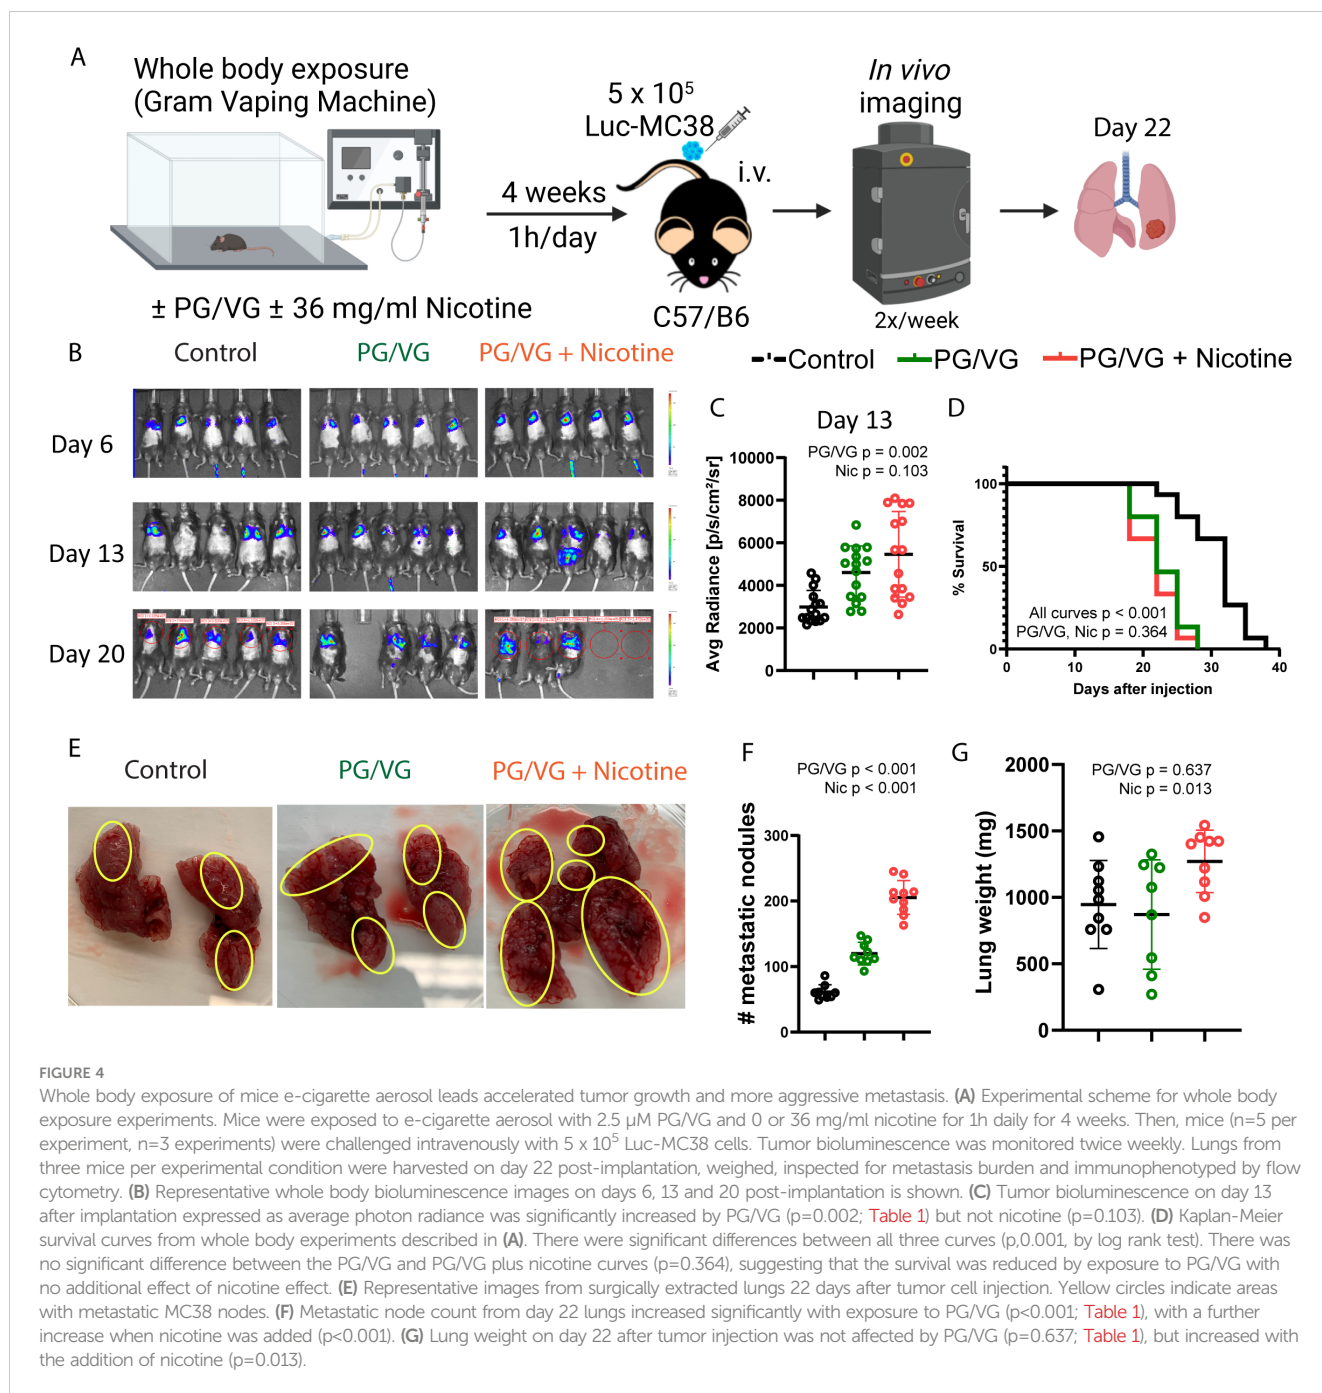 A
Whole body exposure
(Gram Vaping Machine)
± PG/VG ± 36 mg/ml Nicotine
4 weeks
1h/day
5 x 10⁵
Luc-MC38
i.v.
C57/B6
In vivo
imaging
2x/week
Day 22
B
Control
PG/VG
PG/VG + Nicotine
Day 6
Day 13
Day 20
Control
PG/VG
PG/VG + Nicotine
C
Day 13
PG/VG p = 0.002
Nic p = 0.103
Avg Radiance [p/s/cm²/sr]
10000
8000
6000
4000
2000
0
D
% Survival
100
50
0
All curves p < 0.001
PG/VG, Nic p = 0.364
0
10
20
30
40
Days after injection
E
Control
PG/VG
PG/VG + Nicotine
F
PG/VG p < 0.001
Nic p < 0.001
# metastatic nodules
300
200
100
0
G
PG/VG p = 0.637
Nic p = 0.013
Lung weight (mg)
2000
1500
1000
500
0
FIGURE 4
Whole body exposure of mice e-cigarette aerosol leads accelerated tumor growth and more aggressive metastasis. (A) Experimental scheme for whole body
exposure experiments. Mice were exposed to e-cigarette aerosol with 2.5 µM PG/VG and 0 or 36 mg/ml nicotine for 1h daily for 4 weeks. Then, mice (n=5 per
experiment, n=3 experiments) were challenged intravenously with 5 x 10⁵ Luc-MC38 cells. Tumor bioluminescence was monitored twice weekly. Lungs from
three mice per experimental condition were harvested on day 22 post-implantation, weighed, inspected for metastasis burden and immunophenotyped by flow
cytometry. (B) Representative whole body bioluminescence images on days 6, 13 and 20 post-implantation is shown. (C) Tumor bioluminescence on day 13
after implantation expressed as average photon radiance was significantly increased by PG/VG (p=0.002; Table 1) but not nicotine (p=0.103). (D) Kaplan-Meier
survival curves from whole body experiments described in (A). There were significant differences between all three curves (p,0.001, by log rank test). There was
no significant difference between the PG/VG and PG/VG plus nicotine curves (p=0.364), suggesting that the survival was reduced by exposure to PG/VG with
no additional effect of nicotine effect. (E) Representative images from surgically extracted lungs 22 days after tumor cell injection. Yellow circles indicate areas
with metastatic MC38 nodes. (F) Metastatic node count from day 22 lungs increased significantly with exposure to PG/VG (p<0.001; Table 1), with a further
increase when nicotine was added (p<0.001). (G) Lung weight on day 22 after tumor injection was not affected by PG/VG (p=0.637; Table 1), but increased with
the addition of nicotine (p=0.013).